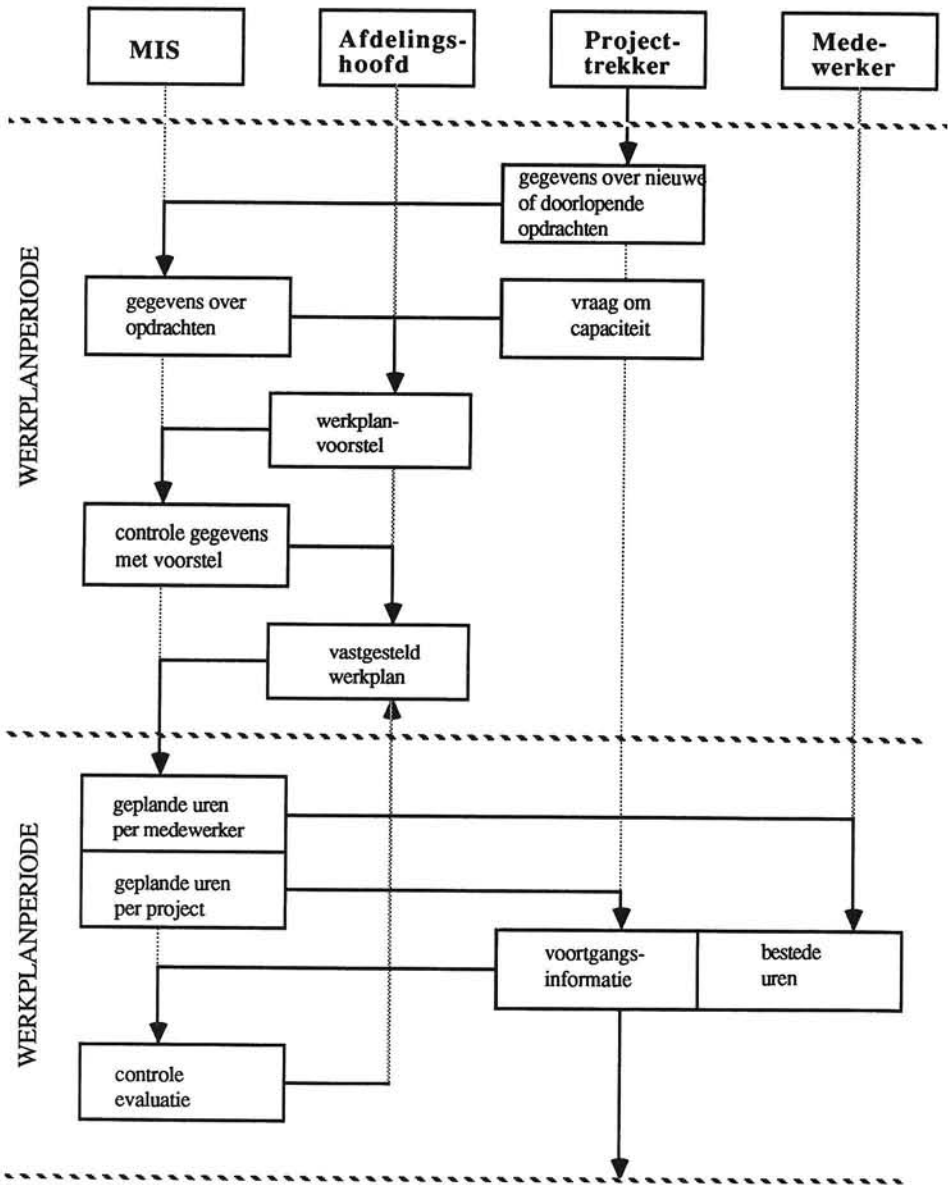 MIS
Afdelings-
hoofd
Project-
trekker
Mede-
werker
WERKPLANPERIODE
gegevens over nieuwe
of doorlopende
opdrachten
gegevens over
opdrachten
vraag om
capaciteit
werkplan-
voorstel
controle gegevens
met voorstel
vastgesteld
werkplan
WERKPLANPERIODE
geplande uren
per medewerker
geplande uren
per project
voortgangs-
informatie
bestede
uren
controle
evaluatie